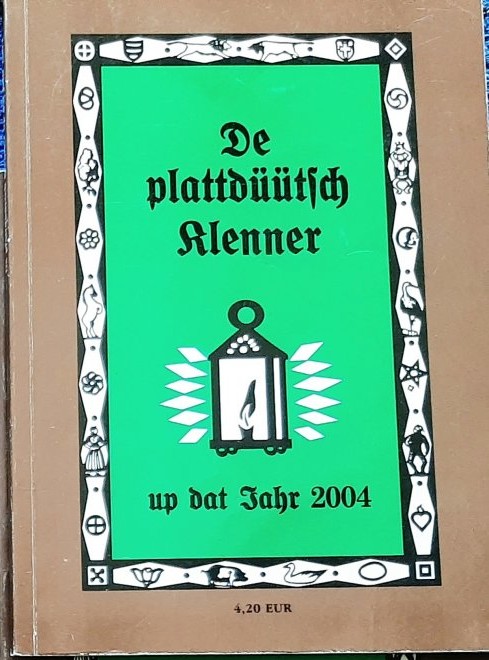 De
plattdüütſch
Klenner
up dat Jahr 2004
4,20 EUR